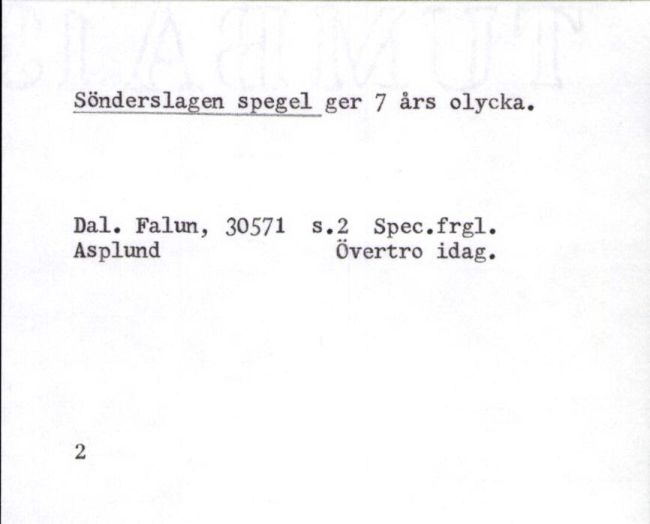 Sönderslagen spegel ger 7 års olycka.
Dal. Falun, 30571 s.2 Spec.frgl.
Asplund Övertro idag.
2